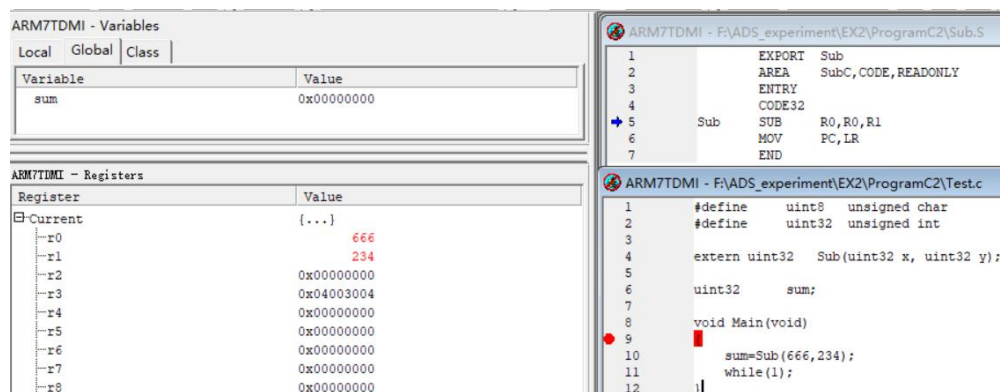 ARM7TDMI - Variables
Local Global Class
Variable Value
sum 0x00000000
ARM7TDMI - Registers
Register Value
Current {...}
r0 666
r1 234
r2 0x00000000
r3 0x04003004
r4 0x00000000
r5 0x00000000
r6 0x00000000
r7 0x00000000
r8 0x00000000
ARM7TDMI - F:\ADS_experiment\EX2\ProgramC2\Sub.S
1 EXPORT Sub
2 AREA SubC,CODE,READONLY
3 ENTRY
4 CODE32
5 Sub SUB R0,R0,R1
6 MOV PC,LR
7 END
ARM7TDMI - F:\ADS_experiment\EX2\ProgramC2\Test.c
1 #define uint8 unsigned char
2 #define uint32 unsigned int
3
4 extern uint32 Sub(uint32 x, uint32 y);
5
6 uint32 sum;
7
8 void Main(void)
9
10 sum=Sub(666,234);
11 while(1);
12 }